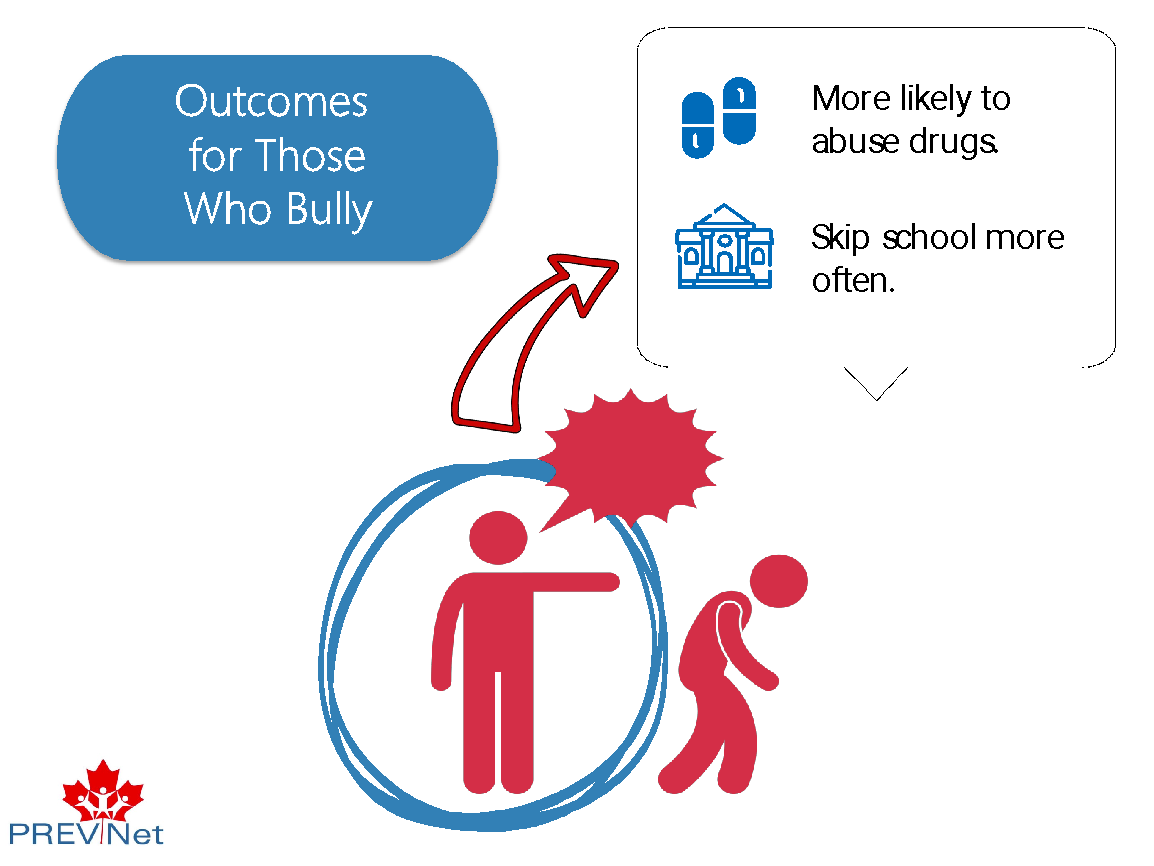 Outcomes
for Those
Who Bully
More likely to
abuse drugs.
Skip school more
often.
PREVNet